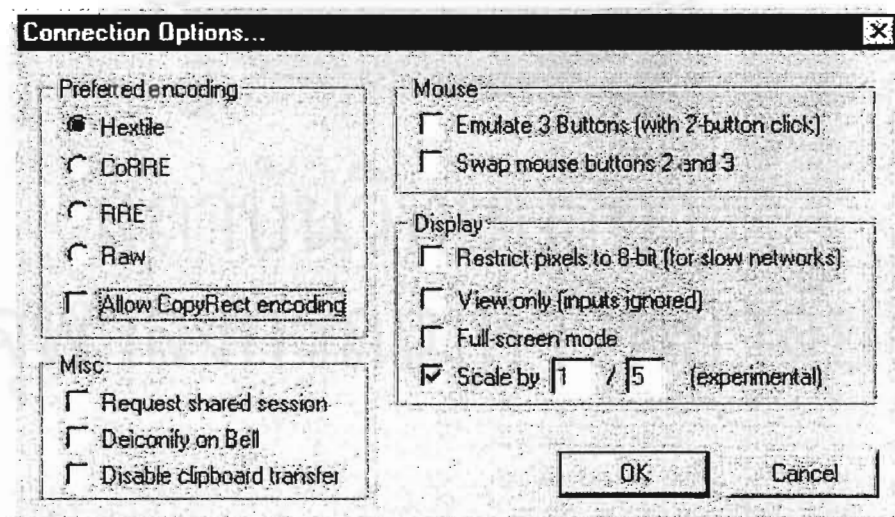 Connection Options...
Preferred encoding
Hextile
CoRRE
RRE
Raw
Allow CopyRect encoding
Misc
Request shared session
Deiconify on Bell
Disable clipboard transfer
Mouse
Emulate 3 Buttons (with 2-button click)
Swap mouse buttons 2 and 3
Display
Restrict pixels to 8-bit (for slow networks)
View only (inputs ignored)
Full-screen mode
Scale by 1 / 5 (experimental)
OK Cancel